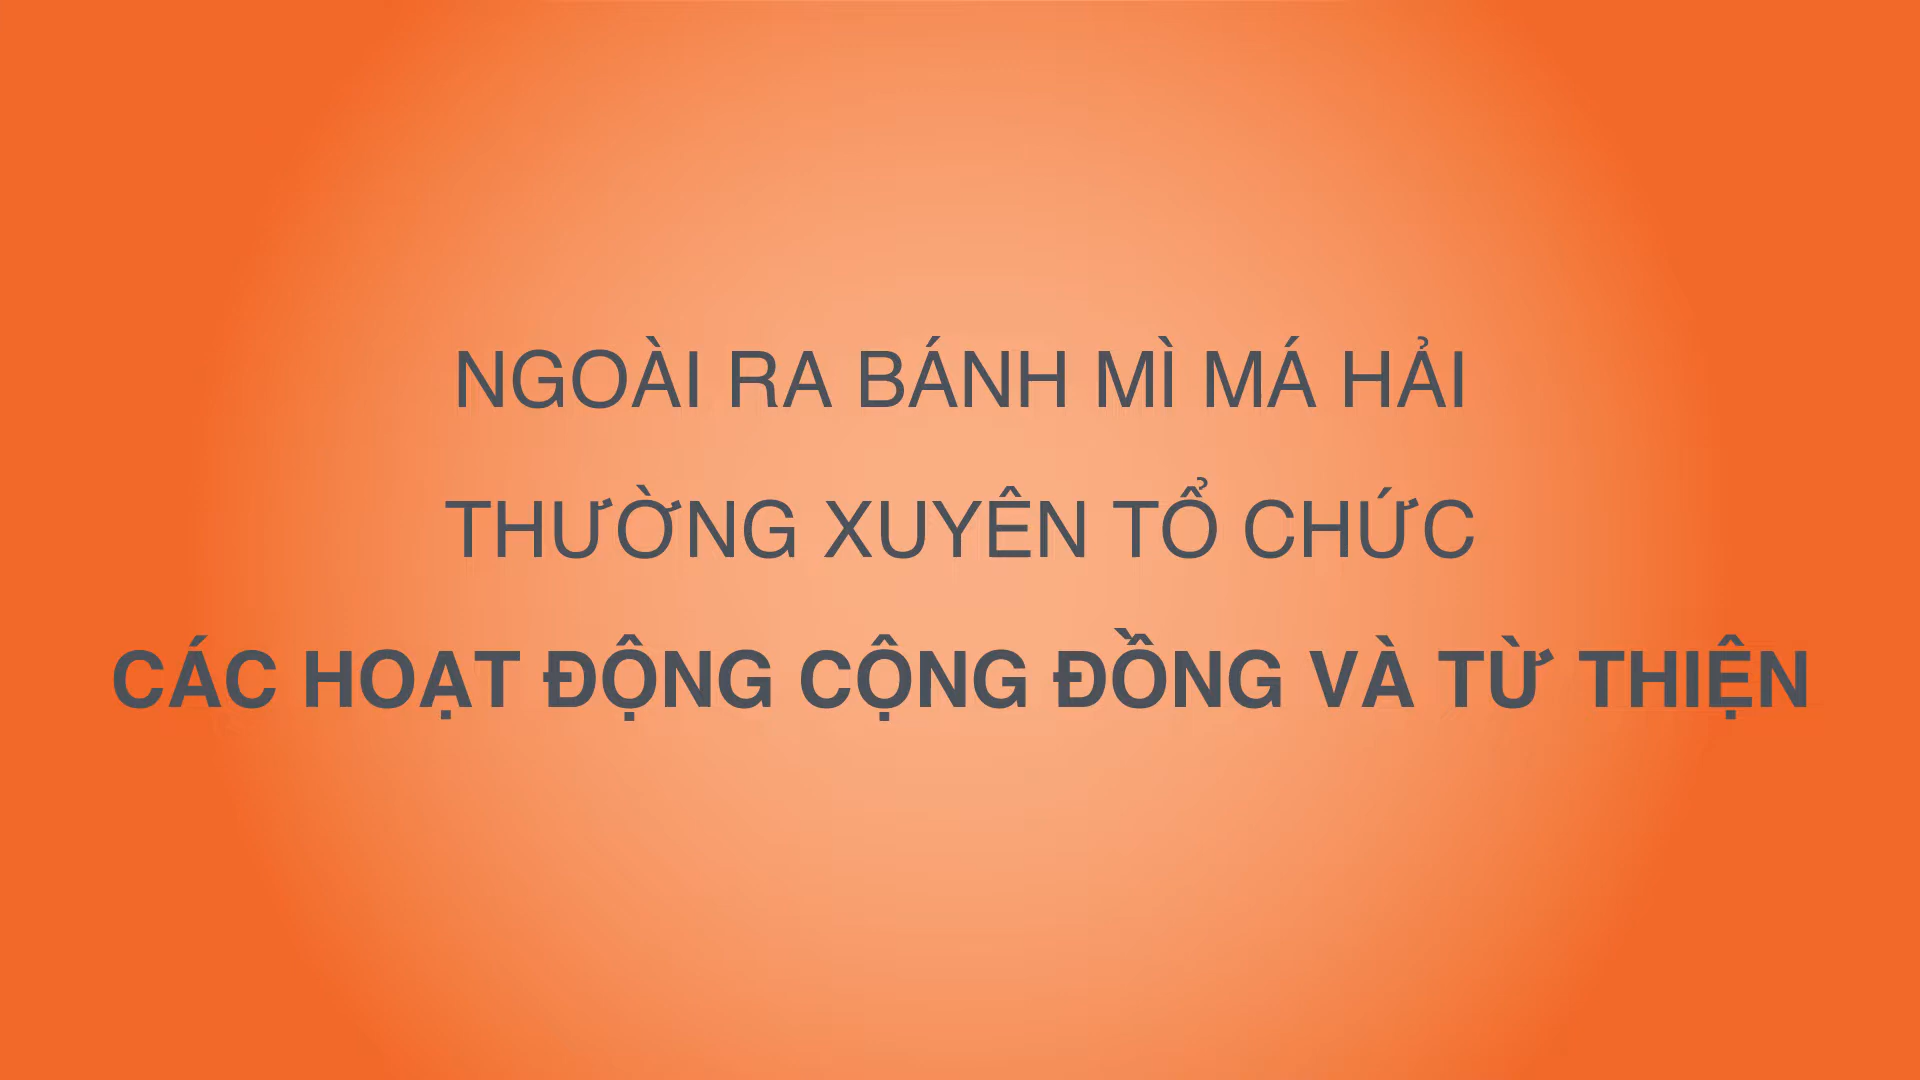 NGOÀI RA BÁNH MÌ MÁ HẢI
THƯỜNG XUYÊN TỔ CHỨC
CÁC HOẠT ĐỘNG CỘNG ĐỒNG VÀ TỪ THIỆN